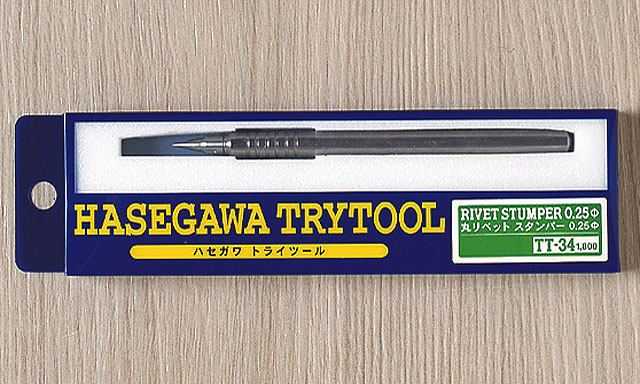 HASEGAWA TRYTOOL
ハセガワ トライツール
RIVET STUMPER 0.25Φ
丸リベット スタンパー 0.25Φ
TT-34 1,800